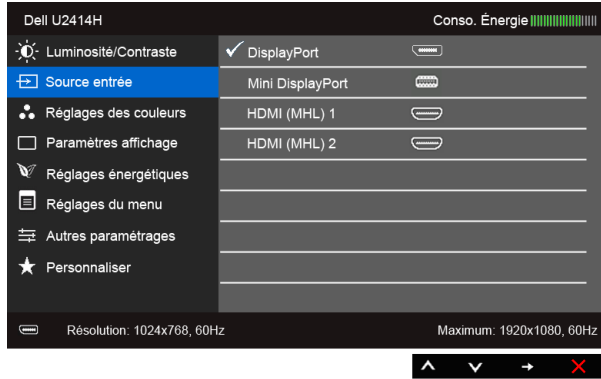 Dell U2414H Conso. Énergie
Luminosité/Contraste DisplayPort
Source entrée Mini DisplayPort
Réglages des couleurs HDMI (MHL) 1
Paramètres affichage HDMI (MHL) 2
Réglages énergétiques
Réglages du menu
Autres paramétrages
Personnaliser
Résolution: 1024x768, 60Hz Maximum: 1920x1080, 60Hz